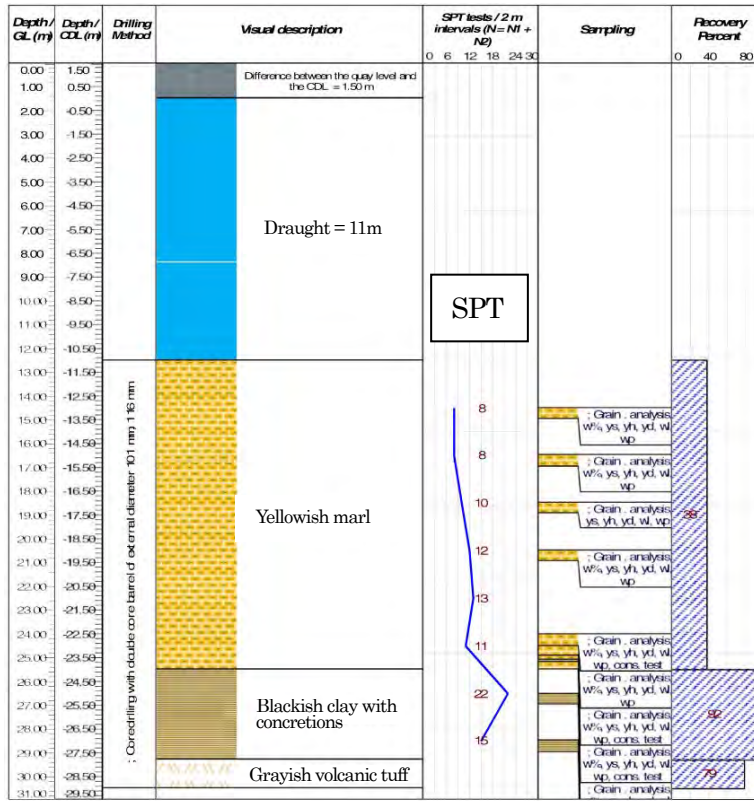 Depth/ GL (m)
Depth/ CDL (m)
Drilling Method
Visual description
SPT tests / 2 m intervals (N= N1 + N2)
0 6 12 18 24 30
Sampling
Recovery Percent
0 40 80
0.00 1.50
1.00 0.50
2.00 -0.50
3.00 -1.50
4.00 -2.50
5.00 -3.50
6.00 -4.50
7.00 -5.50
8.00 -6.50
9.00 -7.50
10.00 -8.50
11.00 -9.50
12.00 -10.50
13.00 -11.50
14.00 -12.50
15.00 -13.50
16.00 -14.50
17.00 -15.50
18.00 -16.50
19.00 -17.50
20.00 -18.50
21.00 -19.50
22.00 -20.50
23.00 -21.50
24.00 -22.50
25.00 -23.50
26.00 -24.50
27.00 -25.50
28.00 -26.50
29.00 -27.50
30.00 -28.50
31.00 -29.50
; Coredrilling with double core barrel of external diameter 101 mm, 116 mm
Difference between the quay level and
the CDL = 1.50 m
Draught = 11m
Yellowish marl
Blackish clay with
concretions
Grayish volcanic tuff
SPT
8
8
10
12
13
11
22
15
; Grain . analysis
w%, ys, yh, yd, wl,
wp
; Grain . analysis
w%, ys, yh, yd, wl,
wp
; Grain . analysis
ys, yh, yd, wl, wp
; Grain . analysis
w%, ys, yh, yd, wl,
wp
; Grain . analysis
w%, ys, yh, yd, wl
wp, cons. test
; Grain . analysis
w%, ys, yh, yd, wl,
wp
; Grain . analysis
w%, ys, yh, yd, wl
wp, cons. test
; Grain . analysis
w%, ys, yh, yd, wl
wp, cons. test
; Grain . analysis
38
92
79